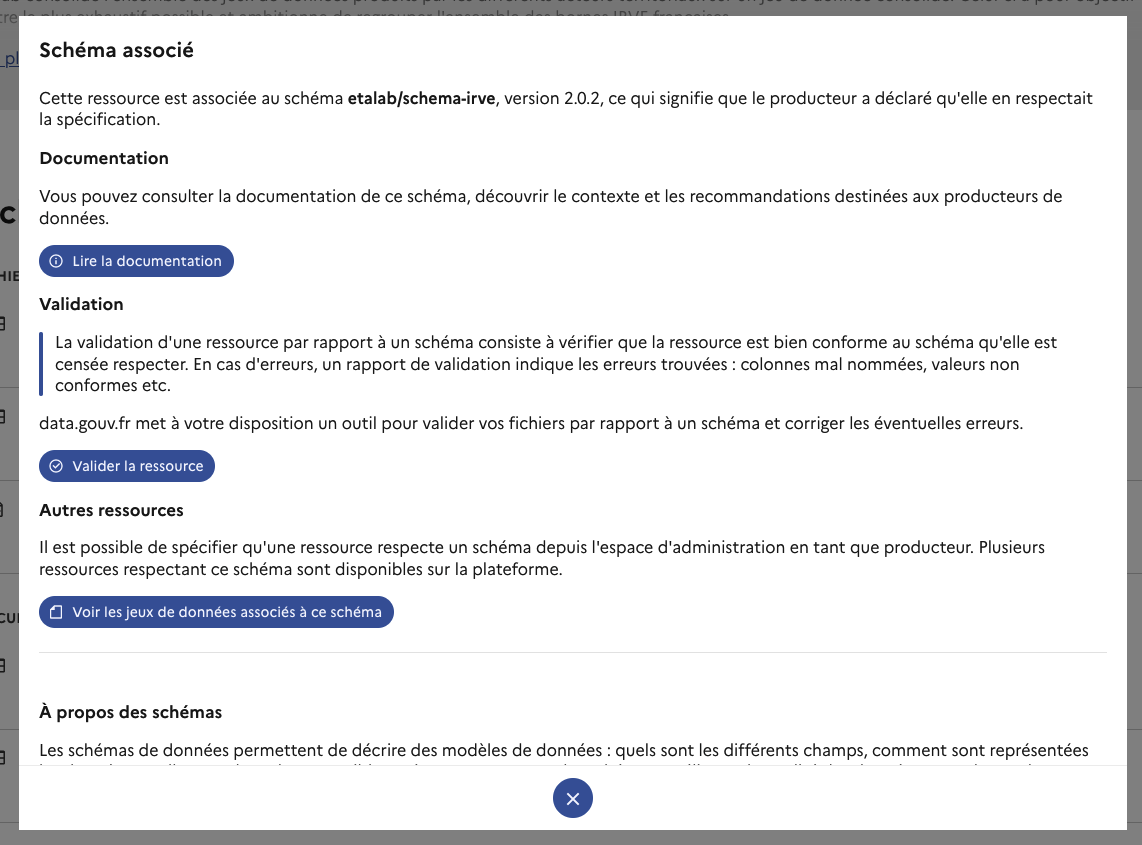 Schéma associé
Cette ressource est associée au schéma etalab/schema-irve, version 2.0.2, ce qui signifie que le producteur a déclaré qu'elle en respectait
la spécification.
Documentation
Vous pouvez consulter la documentation de ce schéma, découvrir le contexte et les recommandations destinées aux producteurs de
données.
Lire la documentation
Validation
La validation d'une ressource par rapport à un schéma consiste à vérifier que la ressource est bien conforme au schéma qu'elle est
censée respecter. En cas d'erreurs, un rapport de validation indique les erreurs trouvées : colonnes mal nommées, valeurs non
conformes etc.
data.gouv.fr met à votre disposition un outil pour valider vos fichiers par rapport à un schéma et corriger les éventuelles erreurs.
Valider la ressource
Autres ressources
Il est possible de spécifier qu'une ressource respecte un schéma depuis l'espace d'administration en tant que producteur. Plusieurs
ressources respectant ce schéma sont disponibles sur la plateforme.
Voir les jeux de données associés à ce schéma
À propos des schémas
Les schémas de données permettent de décrire des modèles de données : quels sont les différents champs, comment sont représentées